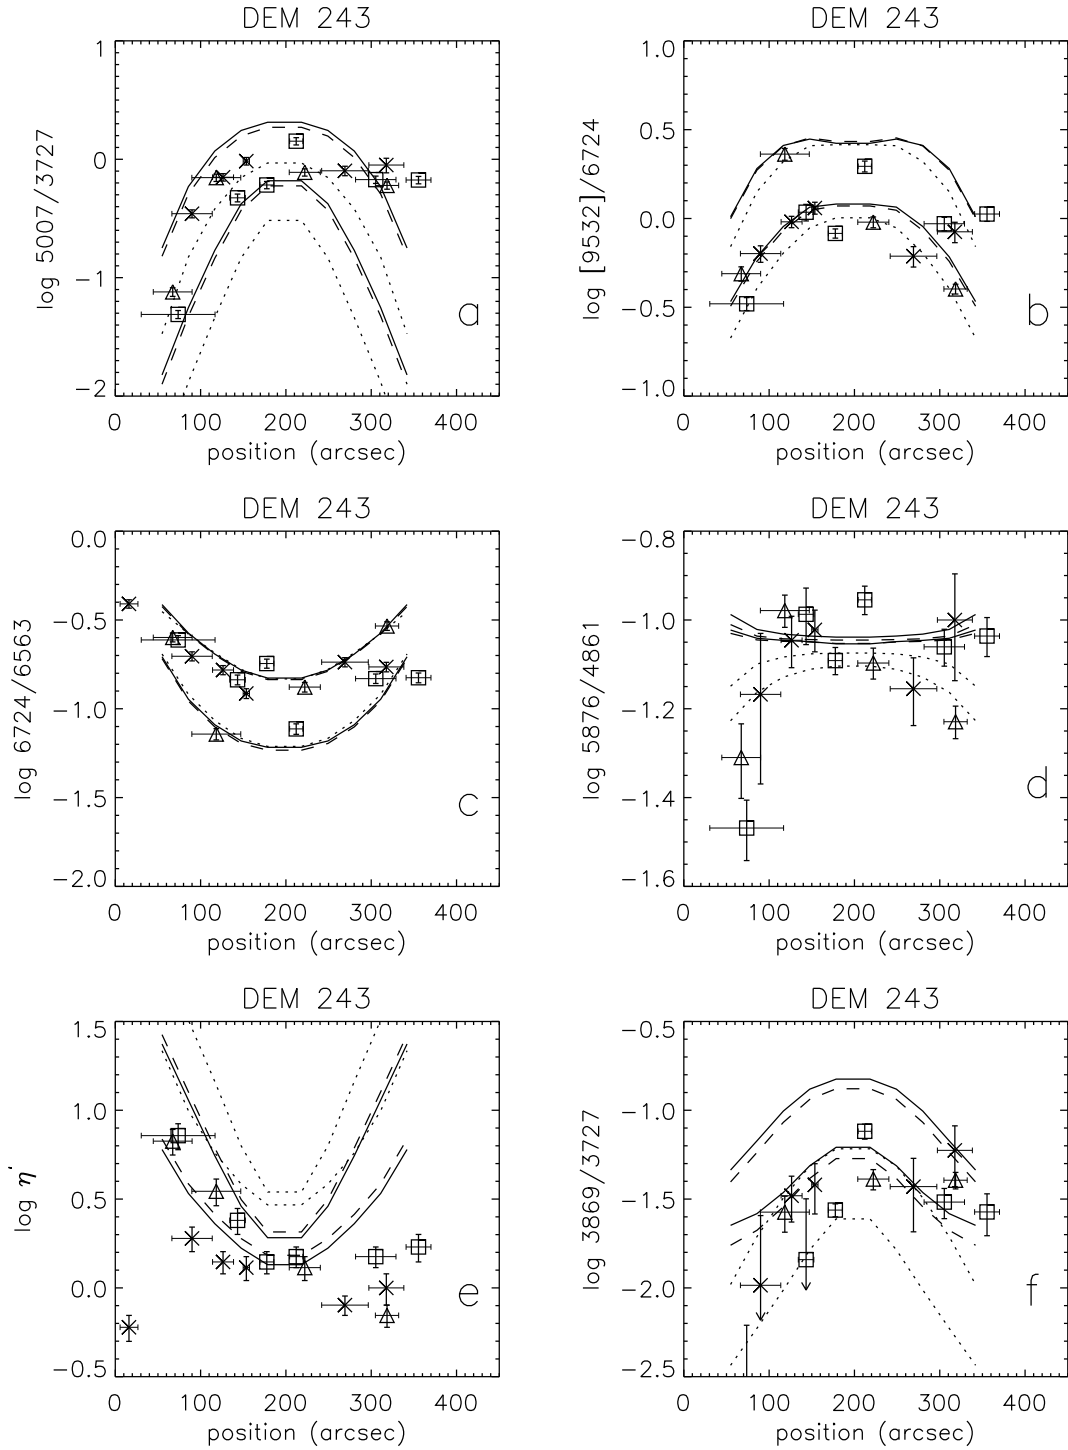 DEM 243
DEM 243
1
0
−1
−2
log 5007/3727
a
0 100 200 300 400
position (arcsec)
1.0
0.5
0.0
−0.5
−1.0
log [9532]/6724
b
0 100 200 300 400
position (arcsec)
DEM 243
DEM 243
0.0
−0.5
−1.0
−1.5
−2.0
log 6724/6563
c
0 100 200 300 400
position (arcsec)
−0.8
−1.0
−1.2
−1.4
−1.6
log 5876/4861
d
0 100 200 300 400
position (arcsec)
DEM 243
DEM 243
1.5
1.0
0.5
0.0
−0.5
log η′
e
0 100 200 300 400
position (arcsec)
−0.5
−1.0
−1.5
−2.0
−2.5
log 3869/3727
f
0 100 200 300 400
position (arcsec)